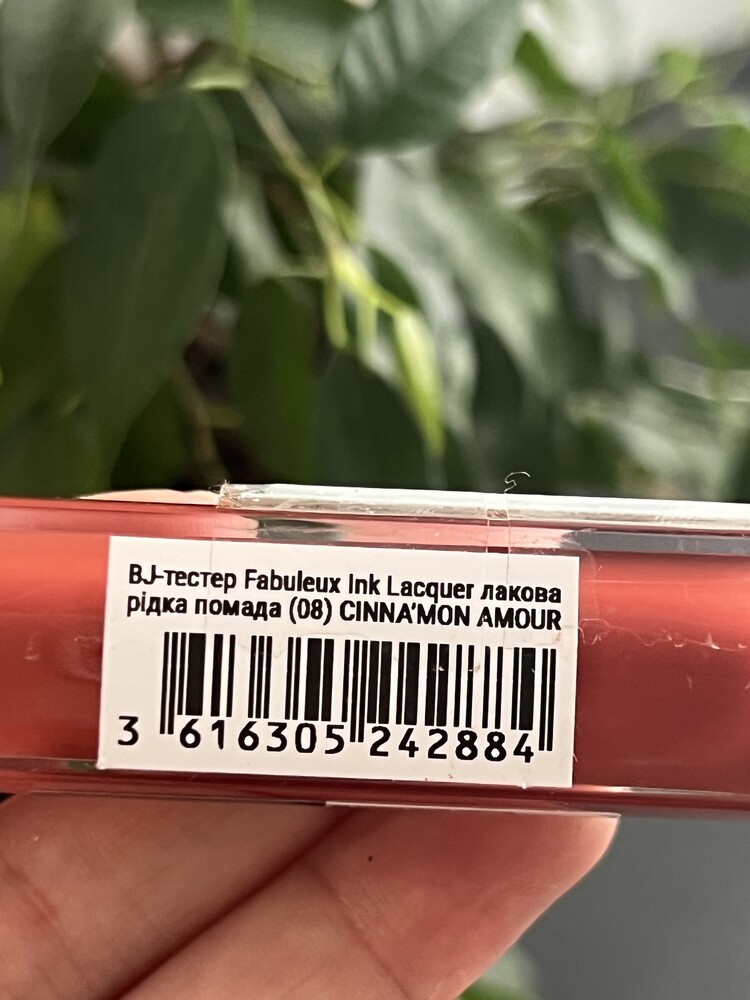 BJ-тестер Fabuleux Ink Lacquer лакова
рідка помада (08) CINNA'MON AMOUR
3 616305 242884